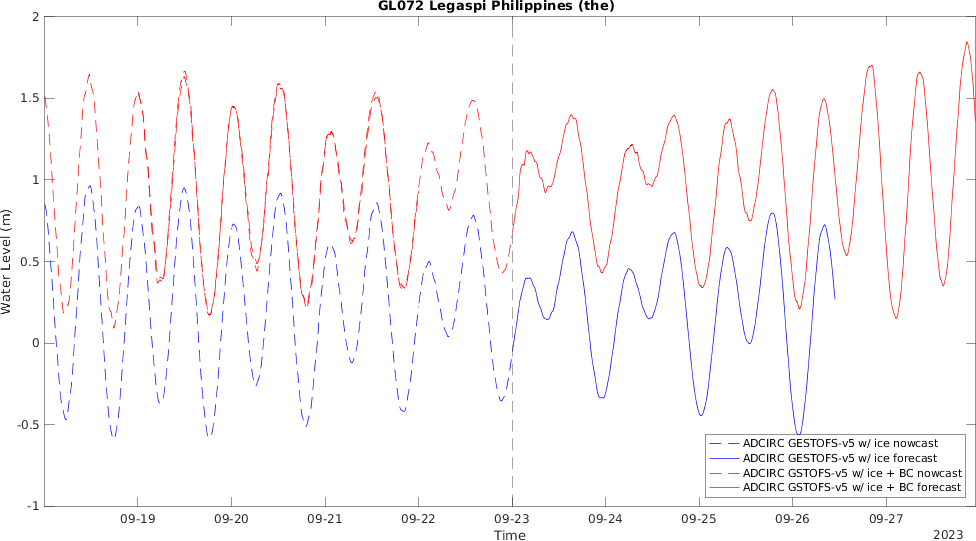 GL072 Legaspi Philippines (the)
2
1.5
1
0.5
0
-0.5
-1
Water Level (m)
ADCIRC GESTOFS-v5 w/ ice nowcast
ADCIRC GESTOFS-v5 w/ ice forecast
ADCIRC GSTOFS-v5 w/ ice + BC nowcast
ADCIRC GSTOFS-v5 w/ ice + BC forecast
09-19 09-20 09-21 09-22 09-23 09-24 09-25 09-26 09-27
Time
2023